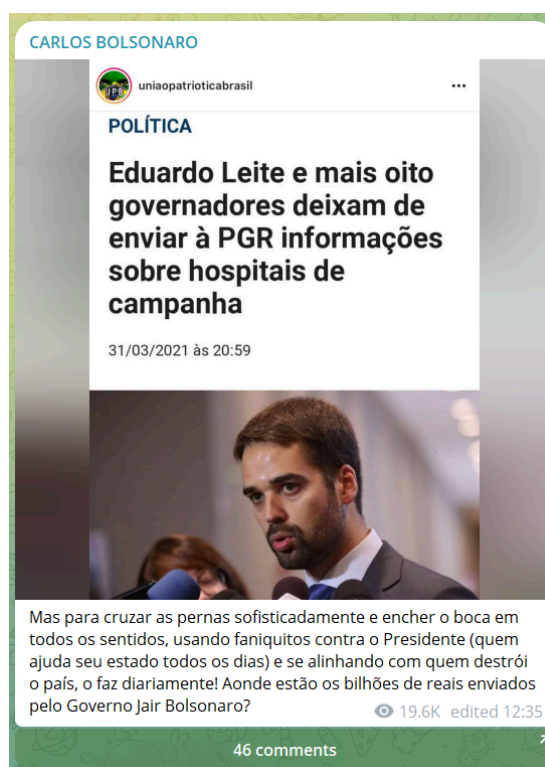 CARLOS BOLSONARO
uniaopatrioticabrasil
POLÍTICA
Eduardo Leite e mais oito
governadores deixam de
enviar à PGR informações
sobre hospitais de
campanha
31/03/2021 às 20:59
Mas para cruzar as pernas sofisticadamente e encher o boca em
todos os sentidos, usando faniquitos contra o Presidente (quem
ajuda seu estado todos os dias) e se alinhando com quem destrói
o país, o faz diariamente! Aonde estão os bilhões de reais enviados
pelo Governo Jair Bolsonaro?
19.6K edited 12:35
46 comments